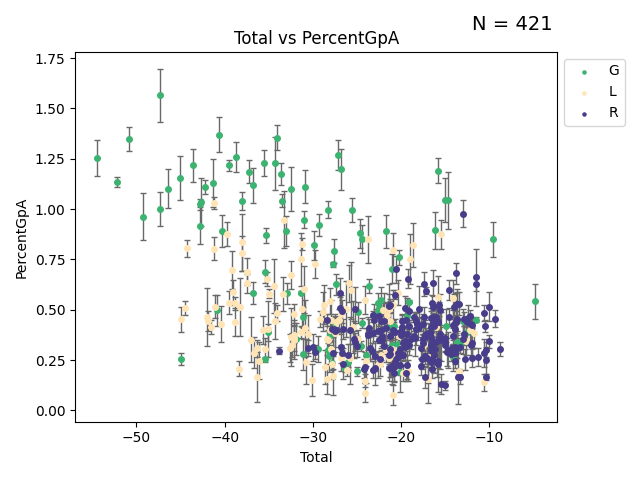 N = 421
Total vs PercentGpA
1.75
1.50
1.25
1.00
0.75
0.50
0.25
0.00
PercentGpA
−50
−40
−30
−20
−10
Total
G
L
R